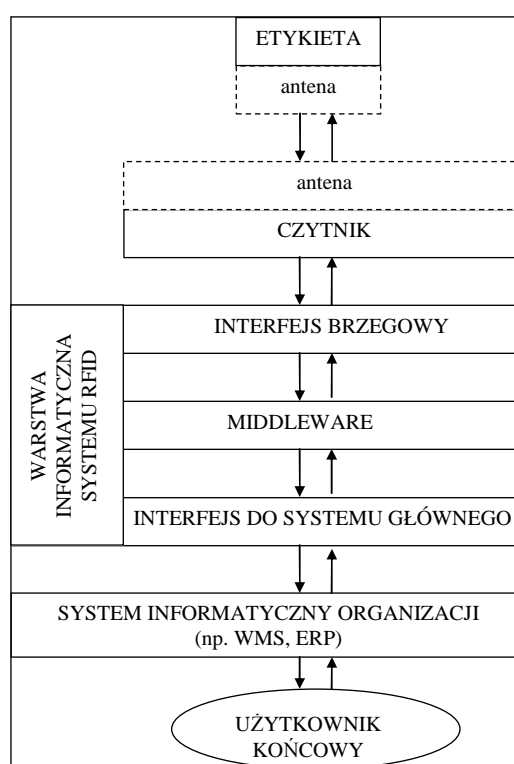 ETYKIETA
antena
antena
CZYTNIK
WARSTWA
INFORMATYCZNA
SYSTEMU RFID
INTERFEJS BRZEGOWY
MIDDLEWARE
INTERFEJS DO SYSTEMU GŁÓWNEGO
SYSTEM INFORMATYCZNY ORGANIZACJI
(np. WMS, ERP)
UŻYTKOWNIK
KOŃCOWY